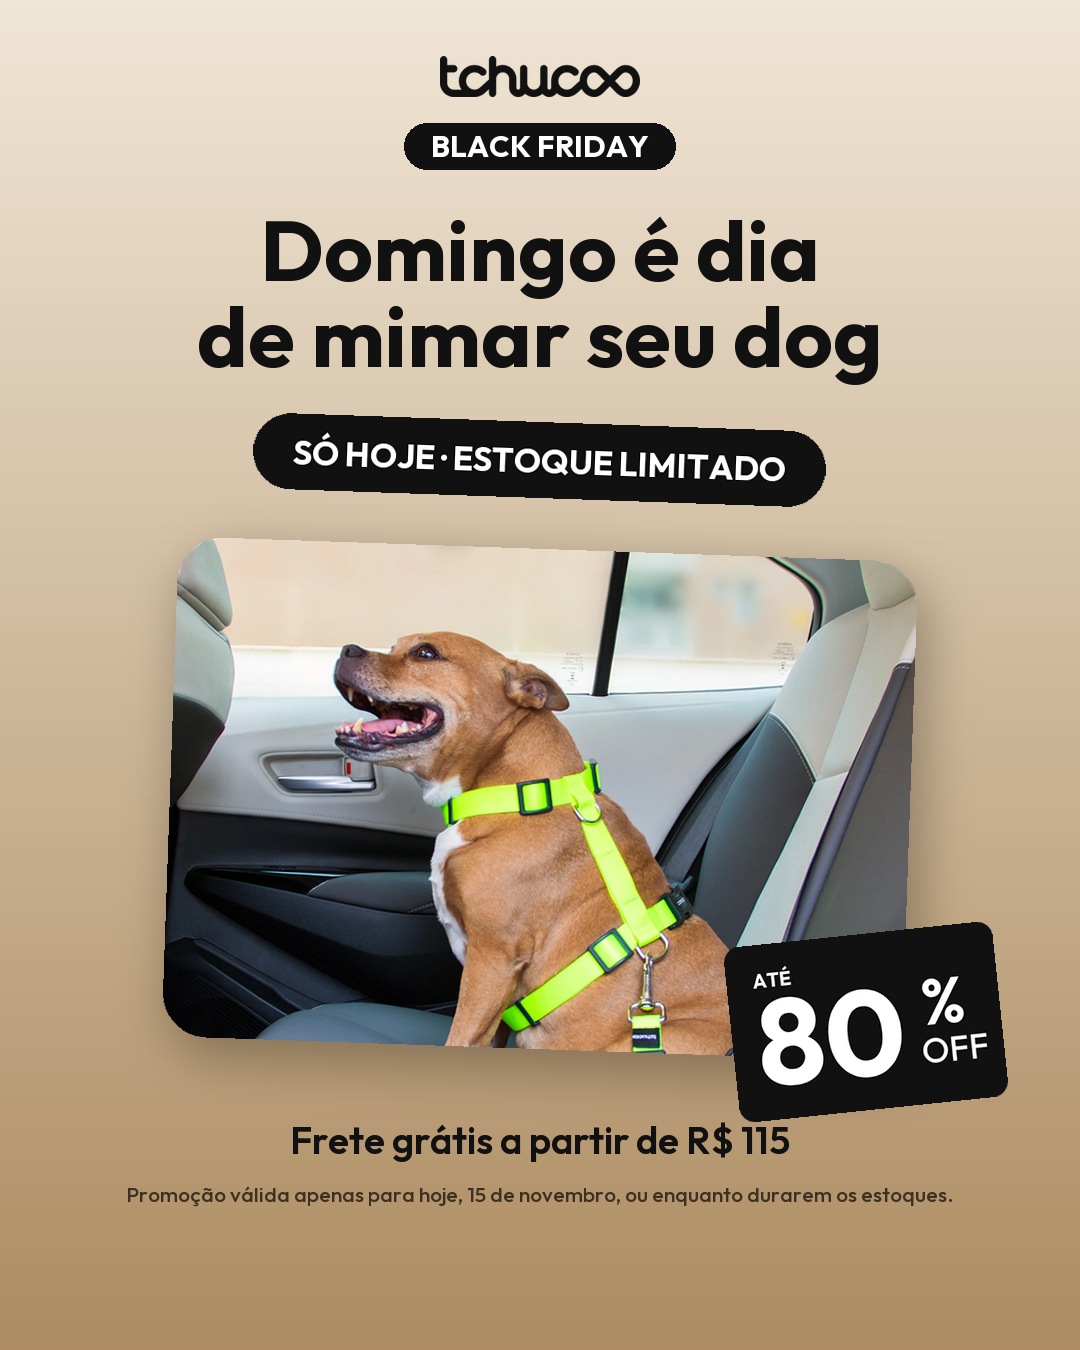 tchucoo
BLACK FRIDAY
Domingo é dia
de mimar seu dog
SÓ HOJE · ESTOQUE LIMITADO
ATÉ
80 %
OFF
Frete grátis a partir de R$ 115
Promoção válida apenas para hoje, 15 de novembro, ou enquanto durarem os estoques.